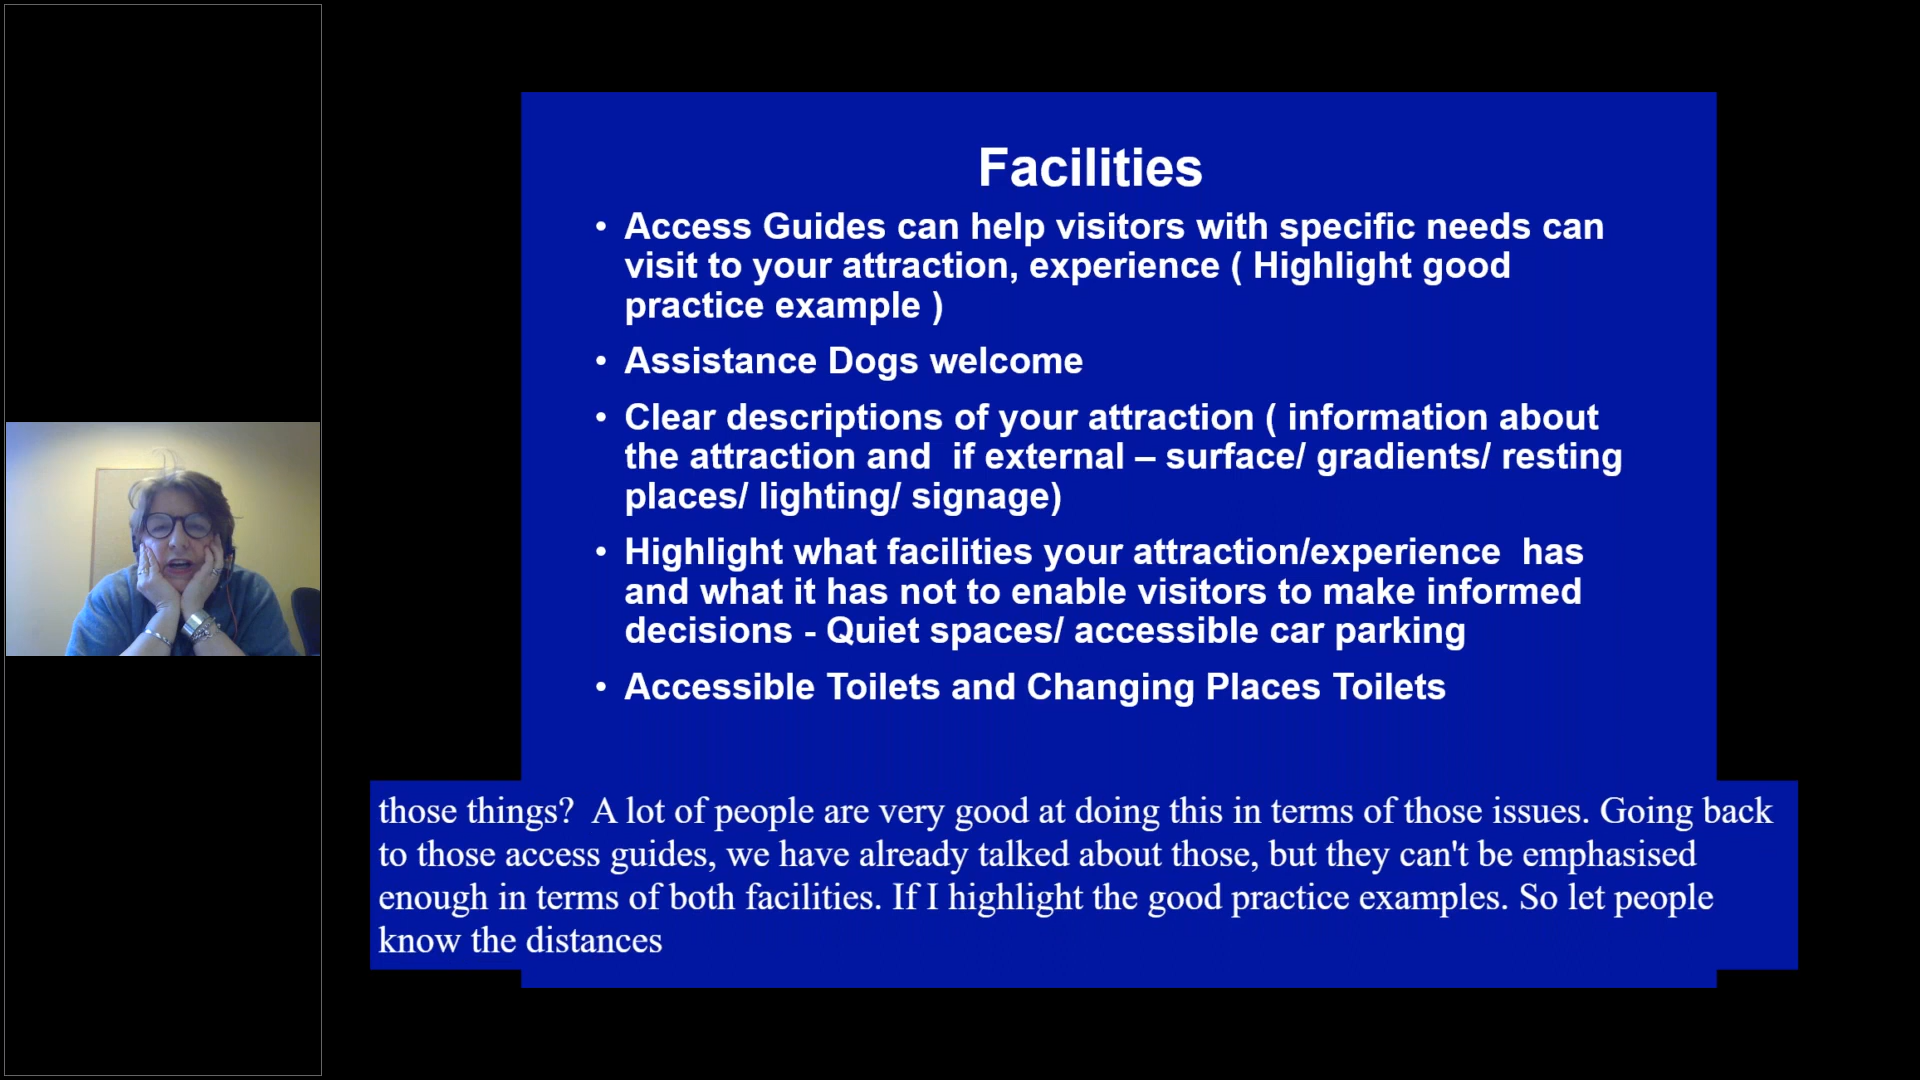 Facilities
• Access Guides can help visitors with specific needs can
visit to your attraction, experience ( Highlight good
practice example )
• Assistance Dogs welcome
• Clear descriptions of your attraction ( information about
the attraction and  if external – surface/ gradients/ resting
places/ lighting/ signage)
• Highlight what facilities your attraction/experience  has
and what it has not to enable visitors to make informed
decisions - Quiet spaces/ accessible car parking
• Accessible Toilets and Changing Places Toilets
those things?  A lot of people are very good at doing this in terms of those issues. Going back
to those access guides, we have already talked about those, but they can't be emphasised
enough in terms of both facilities. If I highlight the good practice examples. So let people
know the distances